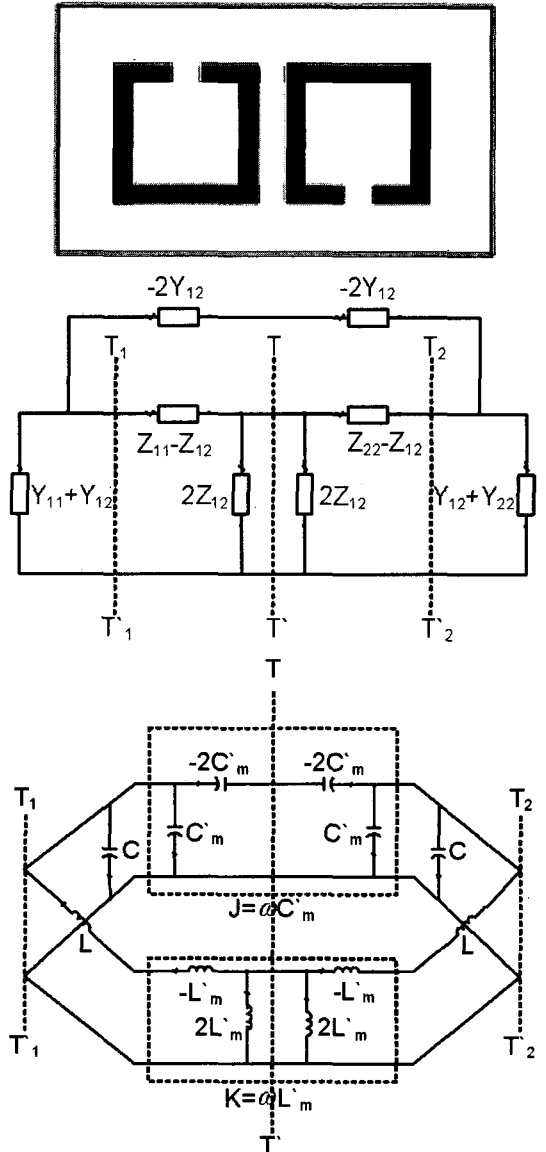 -2Y₁₂ -2Y₁₂
T₁ T T₂
Z₁₁-Z₁₂ Z₂₂-Z₁₂
Y₁₁+Y₁₂ 2Z₁₂ 2Z₁₂ Y₁₂+Y₂₂
T`₁ T` T`₂
T
-2C`ₘ -2C`ₘ
T₁ T₂
C C`ₘ C`ₘ C
J=ωC`ₘ
L L
-L`ₘ -L`ₘ
2L`ₘ 2L`ₘ
T`₁ T`₂
K=ωL`ₘ
T`